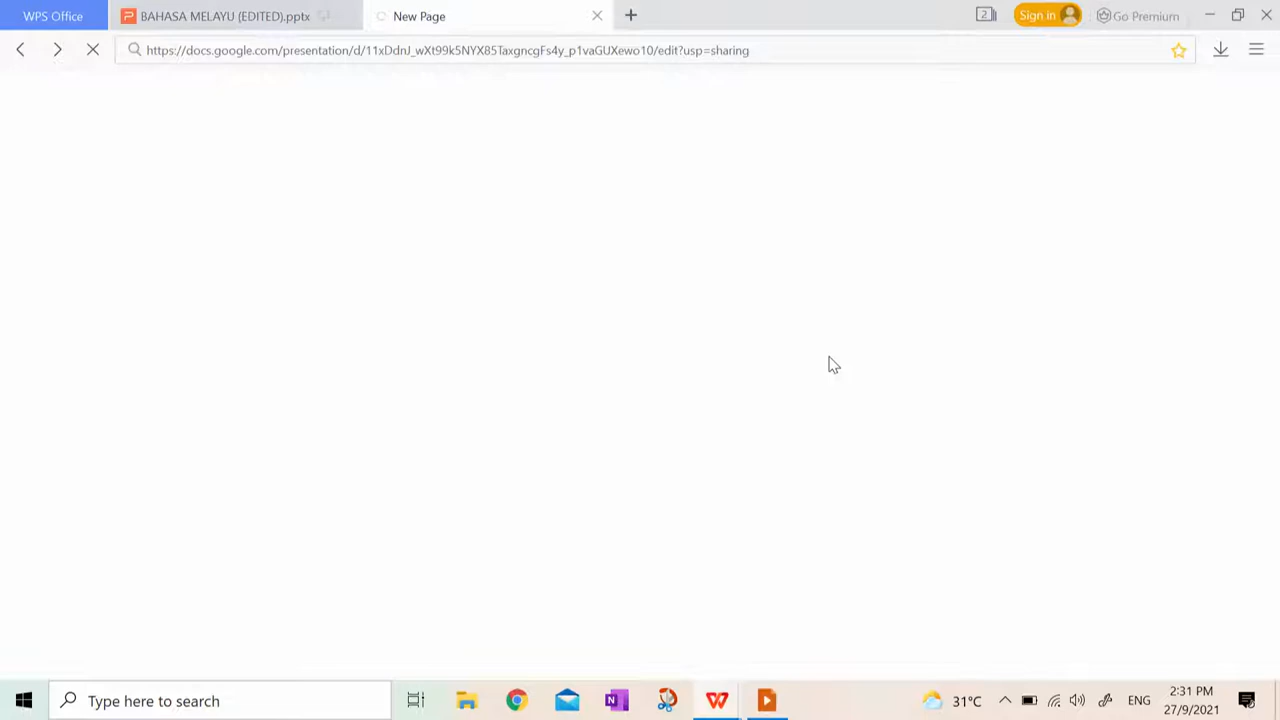 WPS Office
BAHASA MELAYU (EDITED).pptx
New Page
2
Sign in
Go Premium
https://docs.google.com/presentation/d/11xDdnJ_wXt99k5NYX85TaxgncgFs4y_p1vaGUXewo10/edit?usp=sharing
Type here to search
31°C
ENG
2:31 PM
27/9/2021